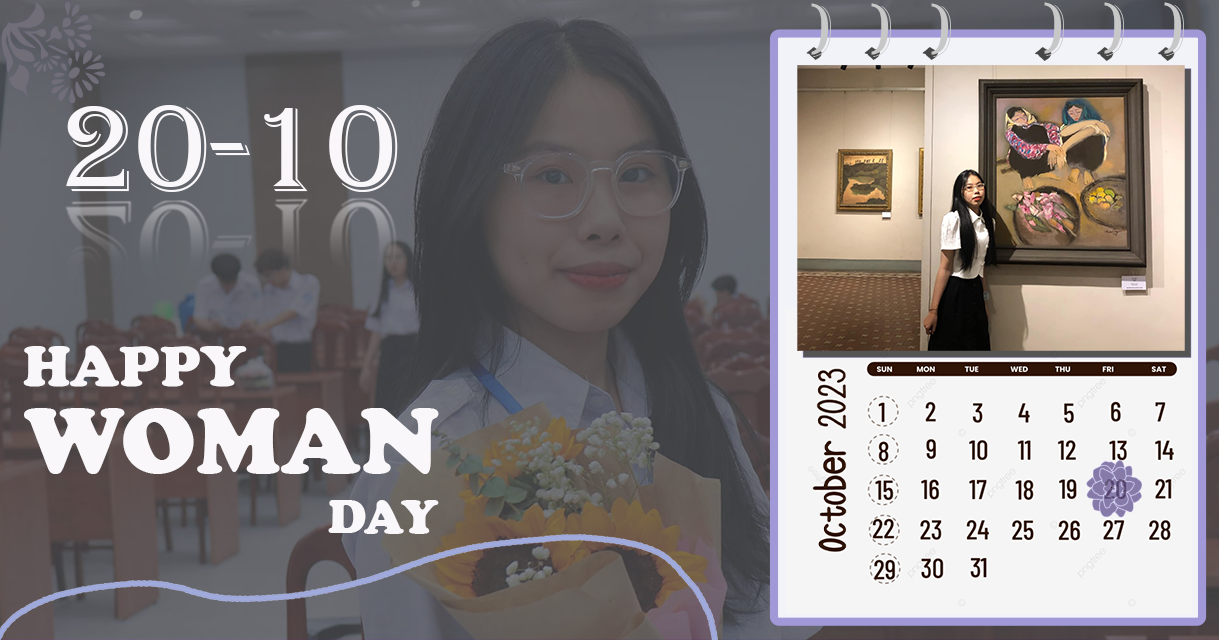 20-10
HAPPY
WOMAN
DAY
October 2023
SUN MON TUE WED THU FRI SAT
1 2 3 4 5 6 7
8 9 10 11 12 13 14
15 16 17 18 19 20 21
22 23 24 25 26 27 28
29 30 31
pngtree